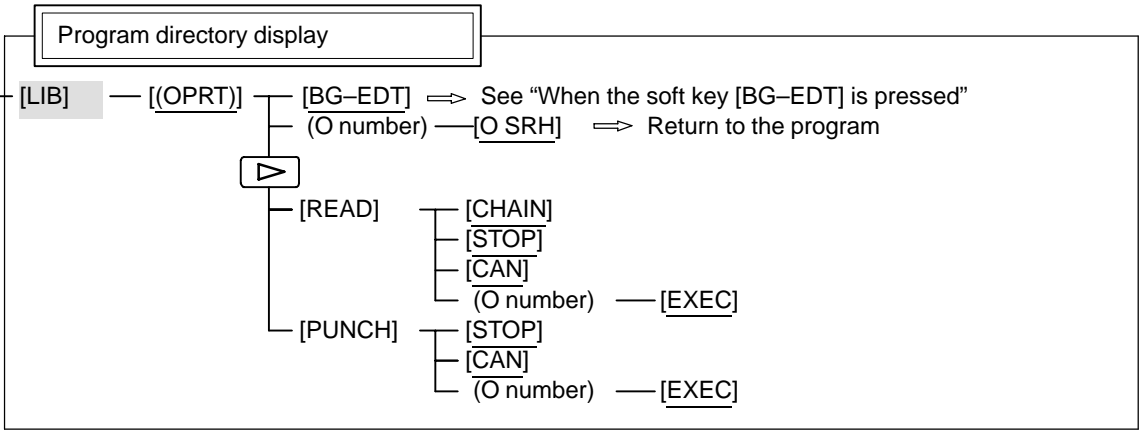 Program directory display
[LIB] [(OPRT)] [BG–EDT] See “When the soft key [BG–EDT] is pressed”
(O number) [O SRH] Return to the program
[READ] [CHAIN]
[STOP]
[CAN]
(O number) [EXEC]
[PUNCH] [STOP]
[CAN]
(O number) [EXEC]